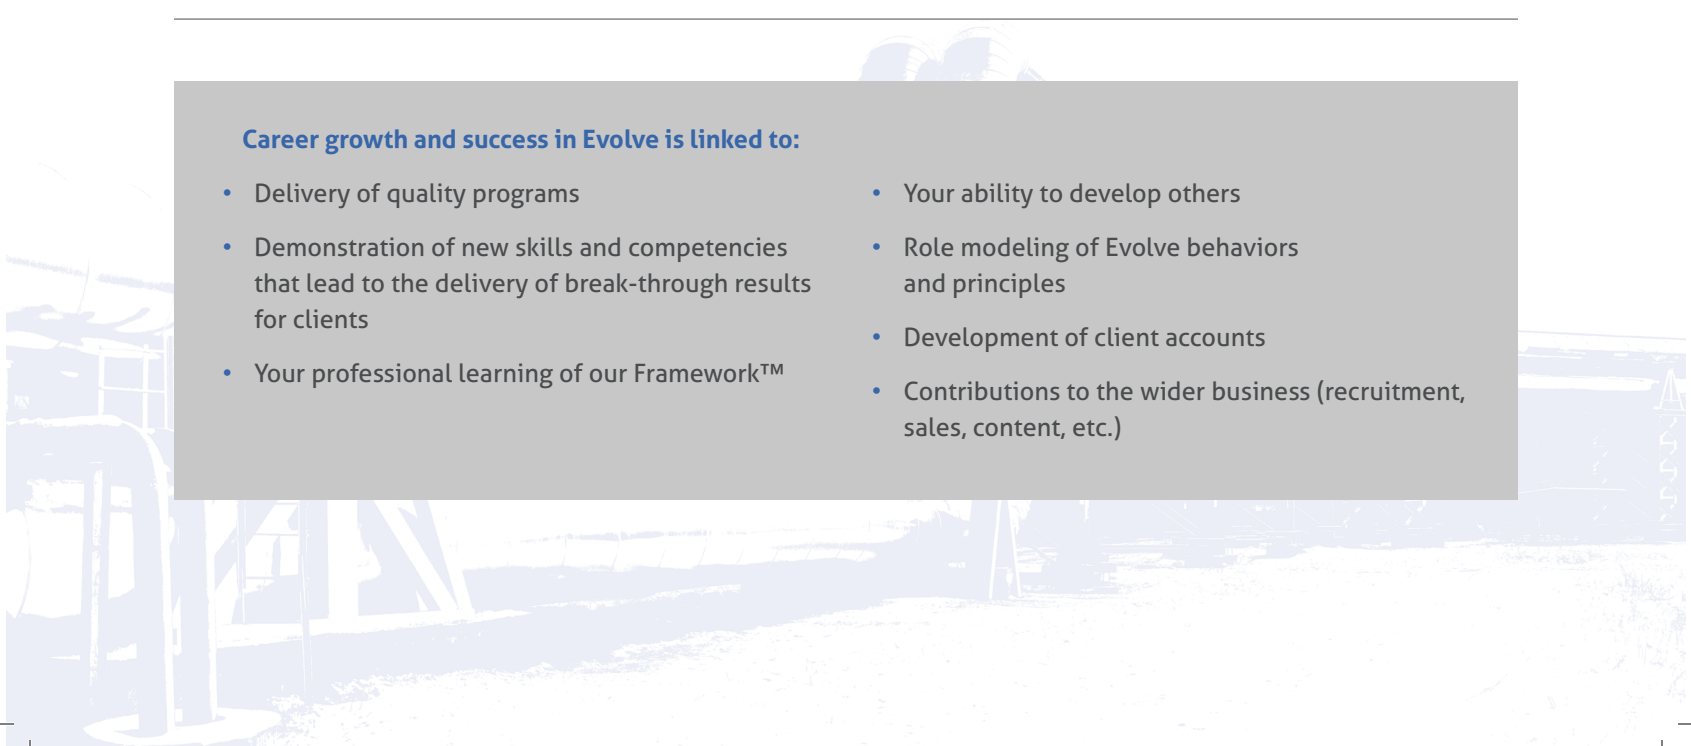 Career growth and success in Evolve is linked to:
• Delivery of quality programs
• Demonstration of new skills and competencies
that lead to the delivery of break-through results
for clients
• Your professional learning of our Framework™
• Your ability to develop others
• Role modeling of Evolve behaviors
and principles
• Development of client accounts
• Contributions to the wider business (recruitment,
sales, content, etc.)